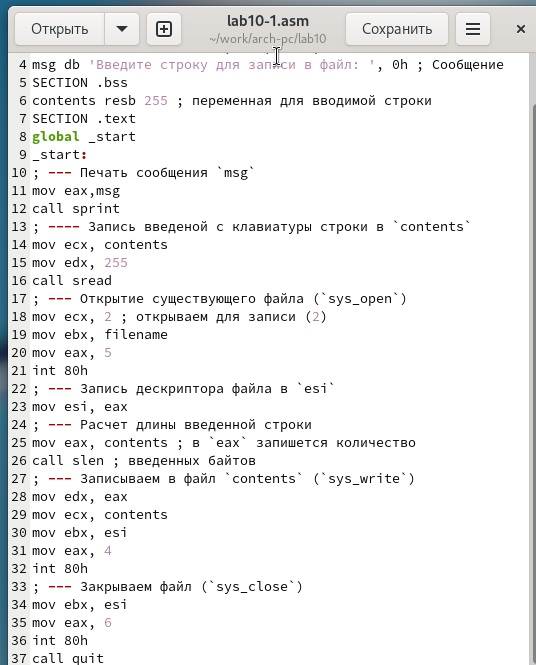 Открыть
lab10-1.asm
~/work/arch-pc/lab10
Сохранить
4 msg db 'Введите строку для записи в файл: ', 0h ; Сообщение
5 SECTION .bss
6 contents resb 255 ; переменная для вводимой строки
7 SECTION .text
8 global _start
9 _start:
10 ; --- Печать сообщения `msg`
11 mov eax,msg
12 call sprint
13 ; ---- Запись введеной с клавиатуры строки в `contents`
14 mov ecx, contents
15 mov edx, 255
16 call sread
17 ; --- Открытие существующего файла (`sys_open`)
18 mov ecx, 2 ; открываем для записи (2)
19 mov ebx, filename
20 mov eax, 5
21 int 80h
22 ; --- Запись дескриптора файла в `esi`
23 mov esi, eax
24 ; --- Расчет длины введенной строки
25 mov eax, contents ; в `eax` запишется количество
26 call slen ; введенных байтов
27 ; --- Записываем в файл `contents` (`sys_write`)
28 mov edx, eax
29 mov ecx, contents
30 mov ebx, esi
31 mov eax, 4
32 int 80h
33 ; --- Закрываем файл (`sys_close`)
34 mov ebx, esi
35 mov eax, 6
36 int 80h
37 call quit